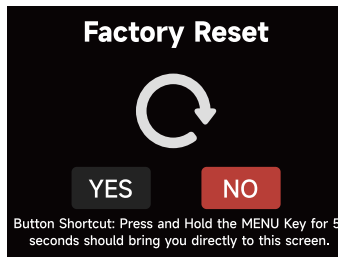 Factory Reset
YES
NO
Button Shortcut: Press and Hold the MENU Key for 5
seconds should bring you directly to this screen.